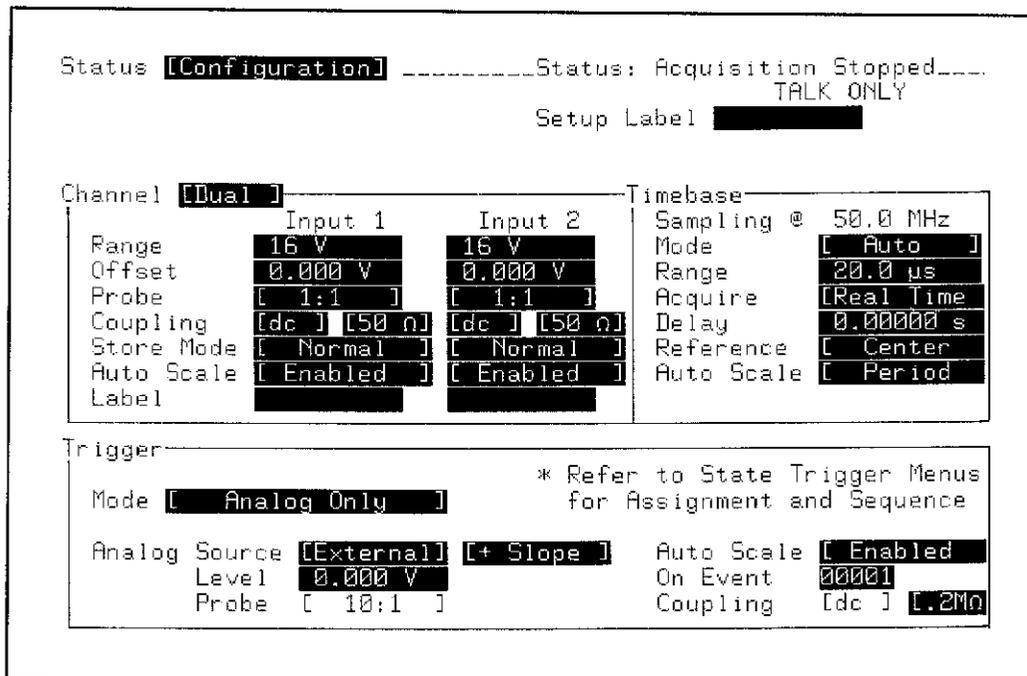 Status [Configuration] Status: Acquisition Stopped
TALK ONLY
Setup Label
Channel [Dual ]
Input 1 Input 2
Range 16 V 16 V
Offset 0.000 V 0.000 V
Probe [ 1:1 ] [ 1:1 ]
Coupling [dc ] [50 Ω] [dc ] [50 Ω]
Store Mode [ Normal ] [ Normal ]
Auto Scale [ Enabled ] [ Enabled ]
Label
Timebase
Sampling @ 50.0 MHz
Mode [ Auto ]
Range 20.0 µs
Acquire [Real Time
Delay 0.00000 s
Reference [ Center
Auto Scale [ Period
Trigger
* Refer to State Trigger Menus
for Assignment and Sequence
Mode [ Analog Only ]
Analog Source [External] [+ Slope ]
Level 0.000 V
Probe [ 10:1 ]
Auto Scale [ Enabled
On Event 00001
Coupling [dc ] [.2MΩ